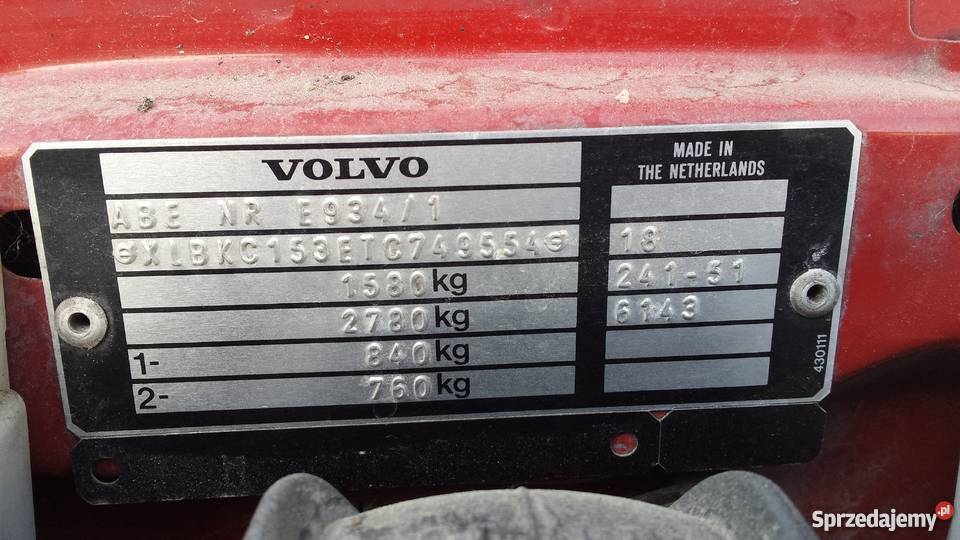 VOLVO
ABE NR E934/1
XLBKC153ETC749554
1580kg
2780kg
1- 840kg
2- 760kg
MADE IN
THE NETHERLANDS
18
241-51
6143
430111
Sprzedajemy.pl